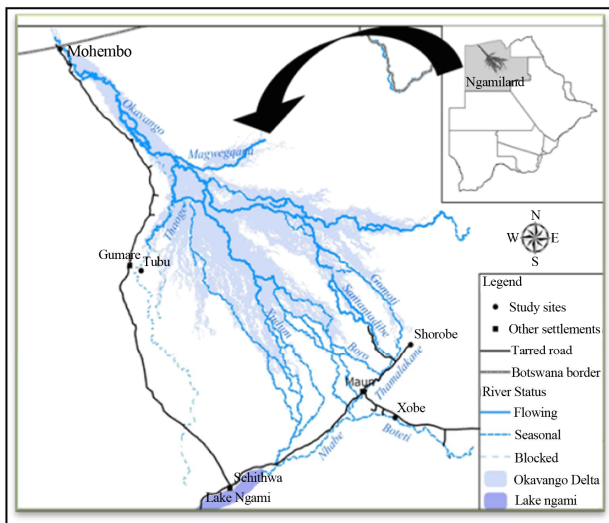 Mohembo
Okavango
Magwegqana
Ngamiland
Thaoge
Gumare
Tubu
N
W E
S
Gomoti
Santantadibe
Xudum
Boro
Shorobe
Thamalakane
Maun
Xobe
Nhabe
Boteti
Sehithwa
Lake Ngami
Legend
Study sites
Other settlements
Tarred road
Botswana border
River Status
Flowing
Seasonal
Blocked
Okavango Delta
Lake ngami